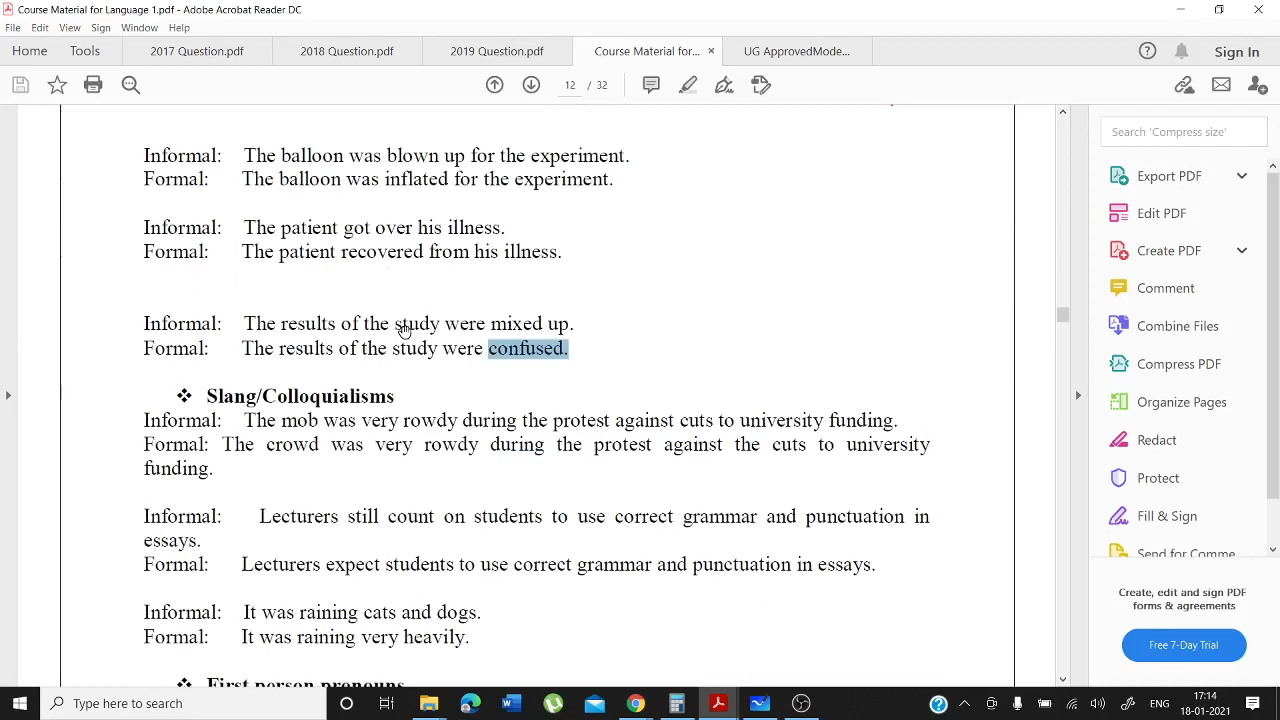 Course Material for Language 1.pdf - Adobe Acrobat Reader DC
File Edit View Sign Window Help
Home Tools 2017 Question.pdf 2018 Question.pdf 2019 Question.pdf Course Material for... × UG ApprovedMode... Sign In
12 / 32
Informal: The balloon was blown up for the experiment.
Formal: The balloon was inflated for the experiment.
Informal: The patient got over his illness.
Formal: The patient recovered from his illness.
Informal: The results of the study were mixed up.
Formal: The results of the study were confused.
❖ Slang/Colloquialisms
Informal: The mob was very rowdy during the protest against cuts to university funding.
Formal: The crowd was very rowdy during the protest against the cuts to university
funding.
Informal: Lecturers still count on students to use correct grammar and punctuation in
essays.
Formal: Lecturers expect students to use correct grammar and punctuation in essays.
Informal: It was raining cats and dogs.
Formal: It was raining very heavily.
❖ First person pronouns
Search 'Compress size'
Export PDF
Edit PDF
Create PDF
Comment
Combine Files
Compress PDF
Organize Pages
Redact
Protect
Fill & Sign
Send for Comme
Create, edit and sign PDF
forms & agreements
Free 7-Day Trial
Type here to search
ENG
17:14
18-01-2021